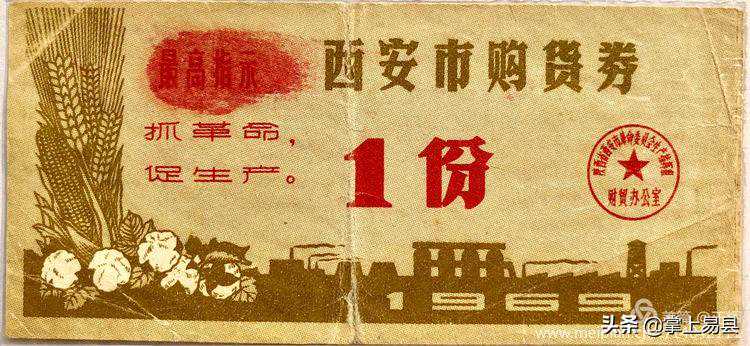 最高指示
西安市购货券
抓革命，
促生产。
1份
财贸办公室
1969
头条 @掌上易县